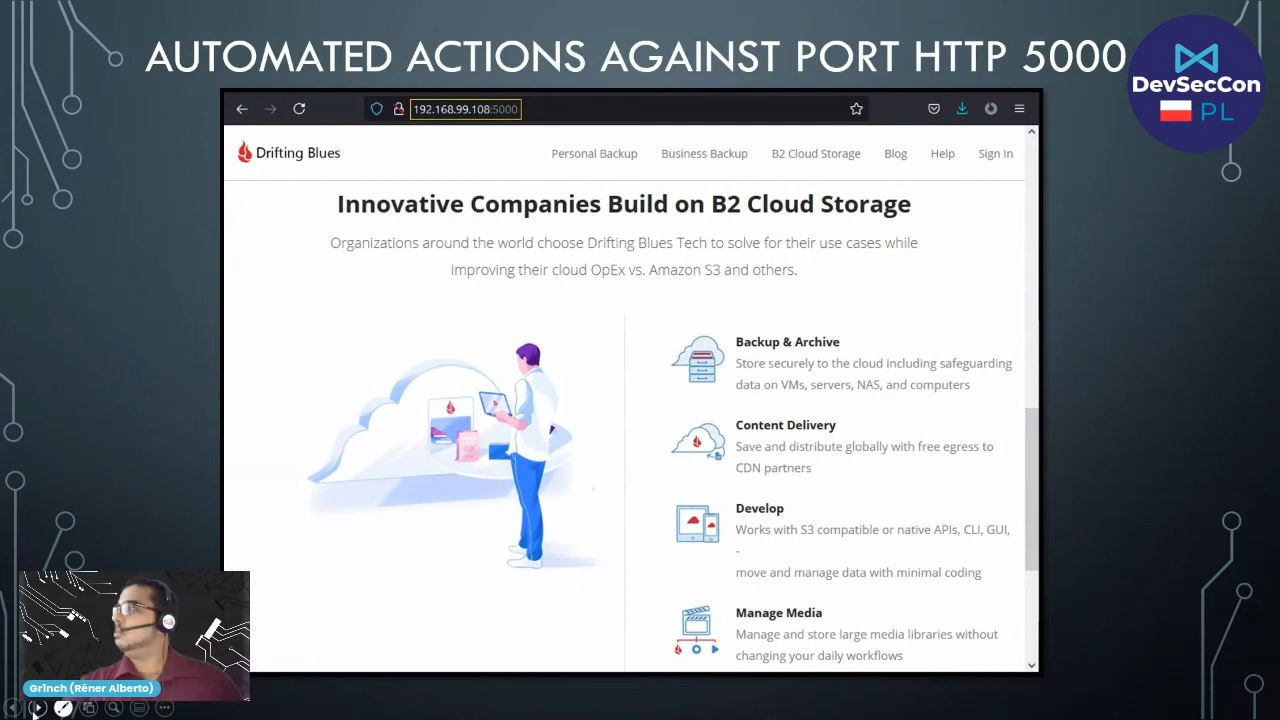 AUTOMATED ACTIONS AGAINST PORT HTTP 5000
DevSecCon
PL
192.168.99.108:5000
Drifting Blues
Personal Backup
Business Backup
B2 Cloud Storage
Blog
Help
Sign In
Innovative Companies Build on B2 Cloud Storage
Organizations around the world choose Drifting Blues Tech to solve for their use cases while
improving their cloud OpEx vs. Amazon S3 and others.
Backup & Archive
Store securely to the cloud including safeguarding
data on VMs, servers, NAS, and computers
Content Delivery
Save and distribute globally with free egress to
CDN partners
Develop
Works with S3 compatible or native APIs, CLI, GUI,
-
move and manage data with minimal coding
Manage Media
Manage and store large media libraries without
changing your daily workflows
Gr1nch (Rêner Alberto)